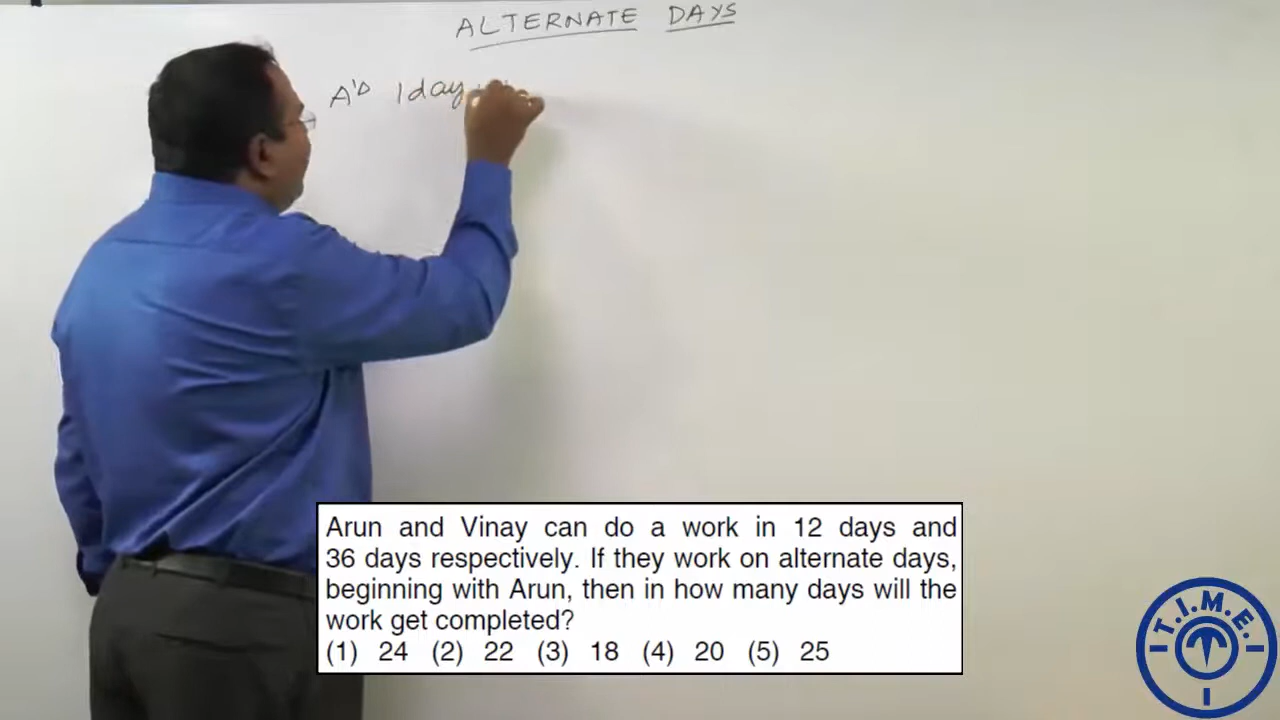 ALTERNATE DAYS
A's 1day
Arun and Vinay can do a work in 12 days and
36 days respectively. If they work on alternate days,
beginning with Arun, then in how many days will the
work get completed?
(1) 24 (2) 22 (3) 18 (4) 20 (5) 25
T.I.M.E.